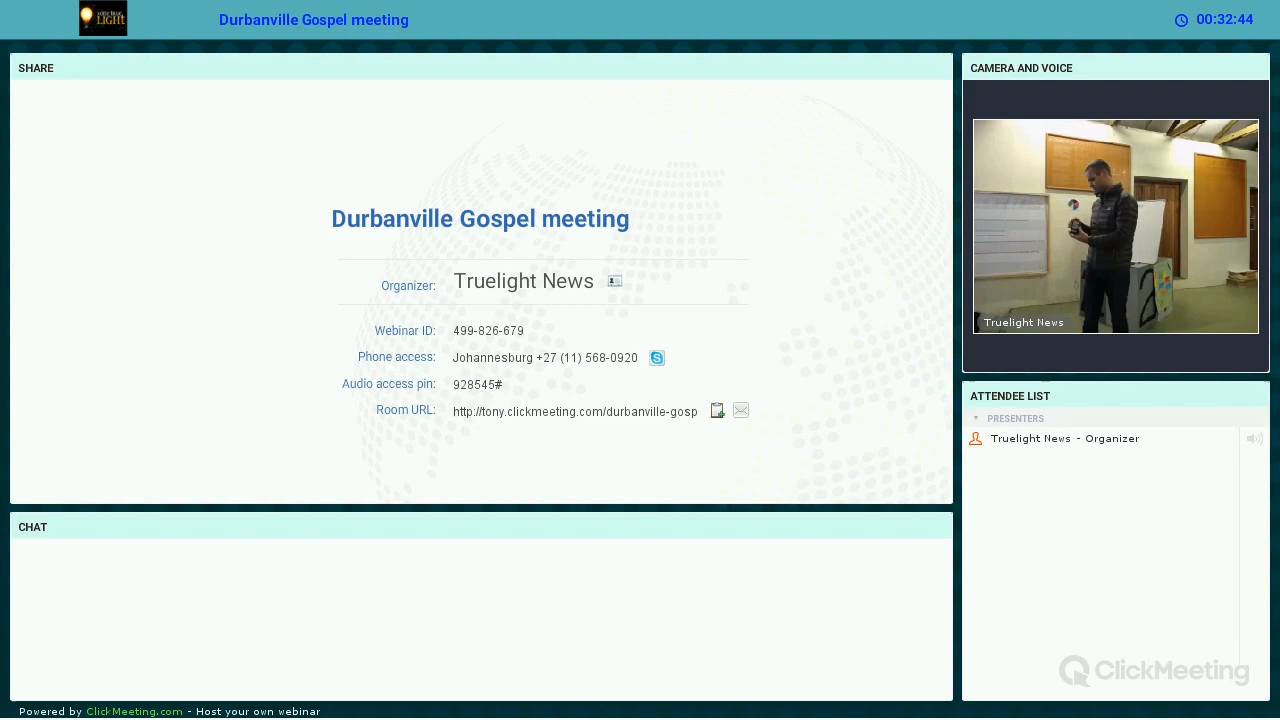 LIGHT
Durbanville Gospel meeting
00:32:44
SHARE
Durbanville Gospel meeting
Organizer: Truelight News
Webinar ID: 499-826-679
Phone access: Johannesburg +27 (11) 568-0920
Audio access pin: 928545#
Room URL: http://tony.clickmeeting.com/durbanville-gosp
CHAT
CAMERA AND VOICE
Truelight News
ATTENDEE LIST
PRESENTERS
Truelight News - Organizer
ClickMeeting
Powered by ClickMeeting.com - Host your own webinar